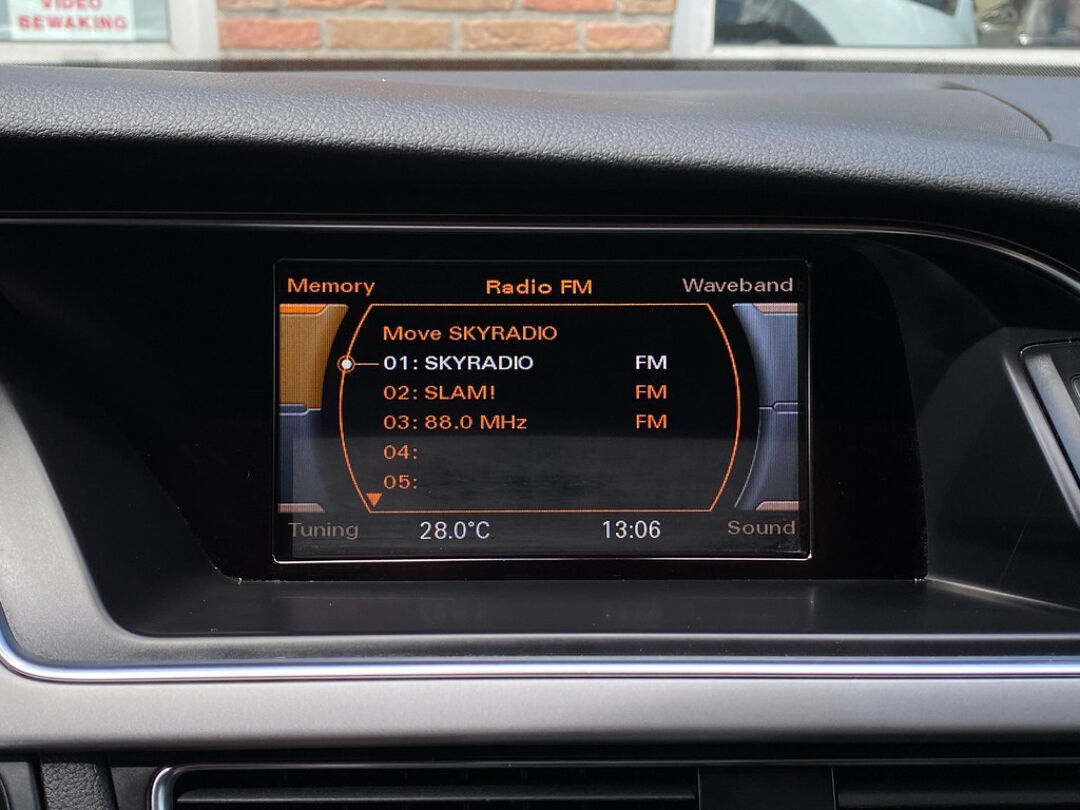 VIDEO
BEWAKING
Memory Radio FM Waveband
Move SKYRADIO
01: SKYRADIO FM
02: SLAM! FM
03: 88.0 MHz FM
04:
05:
Tuning 28.0°C 13:06 Sound